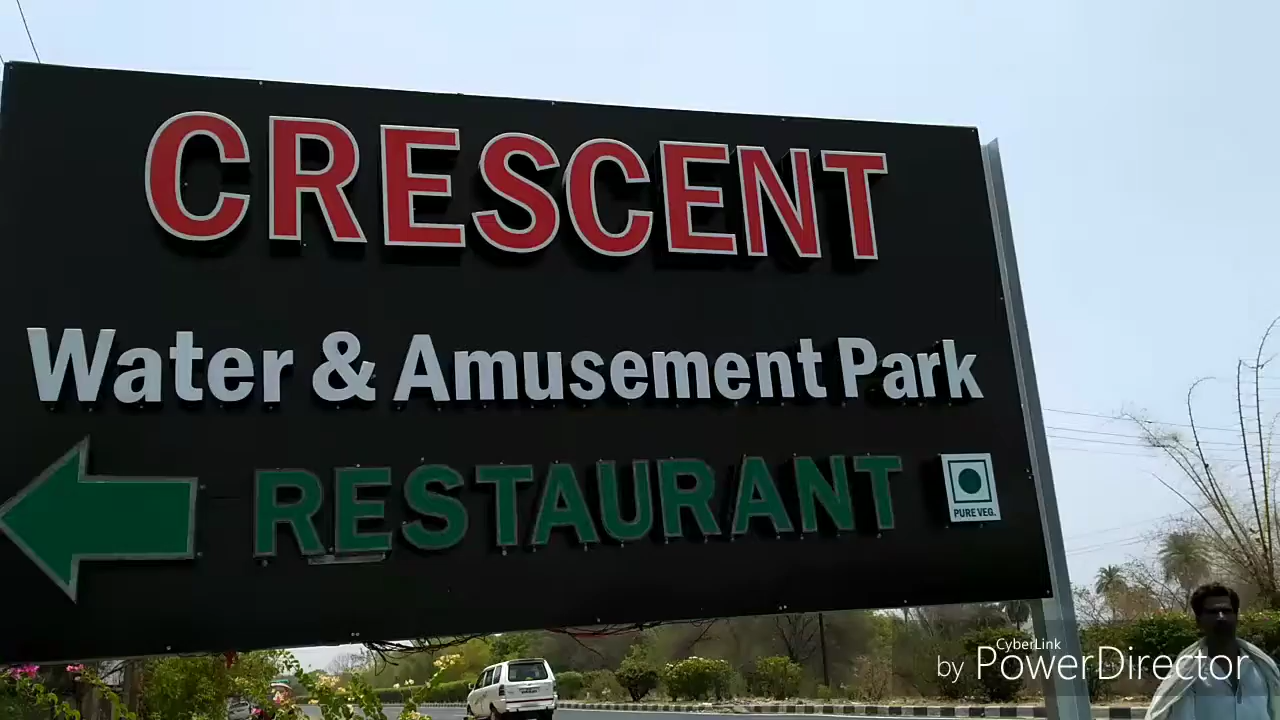 CRESCENT
Water & Amusement Park
RESTAURANT
PURE VEG.
CyberLink
by PowerDirector